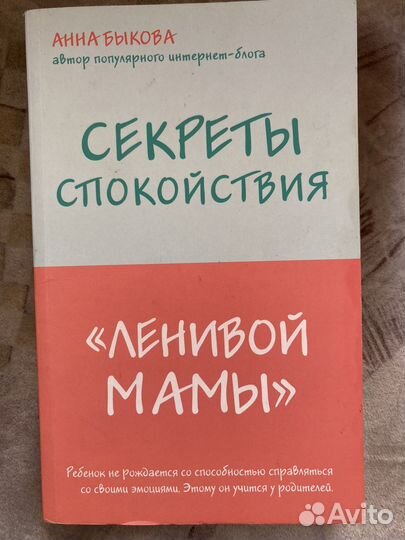 АННА БЫКОВА
автор популярного интернет-блога
СЕКРЕТЫ
СПОКОЙСТВИЯ
«ЛЕНИВОЙ
МАМЫ»
Ребенок не рождается со способностью справляться
со своими эмоциями. Этому он учится у родителей.
Avito